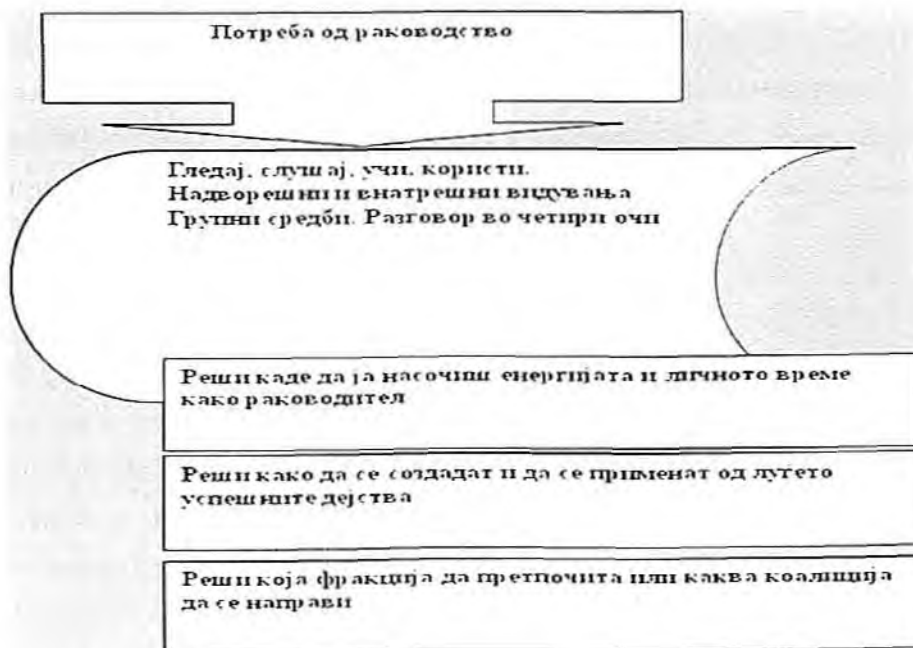 Потреба од раководство
Гледај, слушај, учи, користи.
Надворешни и внатрешни видувања
Групни средби. Разговор во четири очи
Реши каде да ја насочиш енергијата и личното време
како раководител
Реши како да се создадат и да се применат од луѓето
успешните дејства
Реши која фракција да претпочита или каква коалиција
да се направи